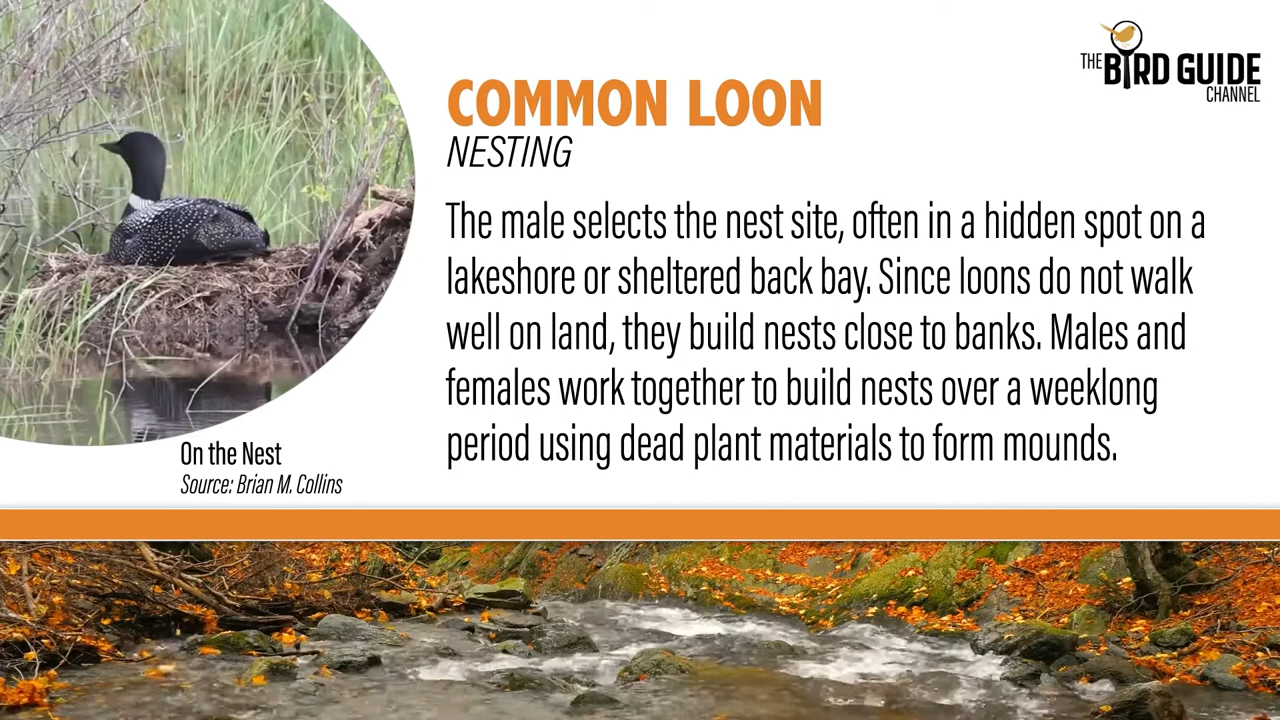 THE BIRD GUIDE
CHANNEL
COMMON LOON
NESTING
The male selects the nest site, often in a hidden spot on a
lakeshore or sheltered back bay. Since loons do not walk
well on land, they build nests close to banks. Males and
females work together to build nests over a weeklong
period using dead plant materials to form mounds.
On the Nest
Source: Brian M. Collins